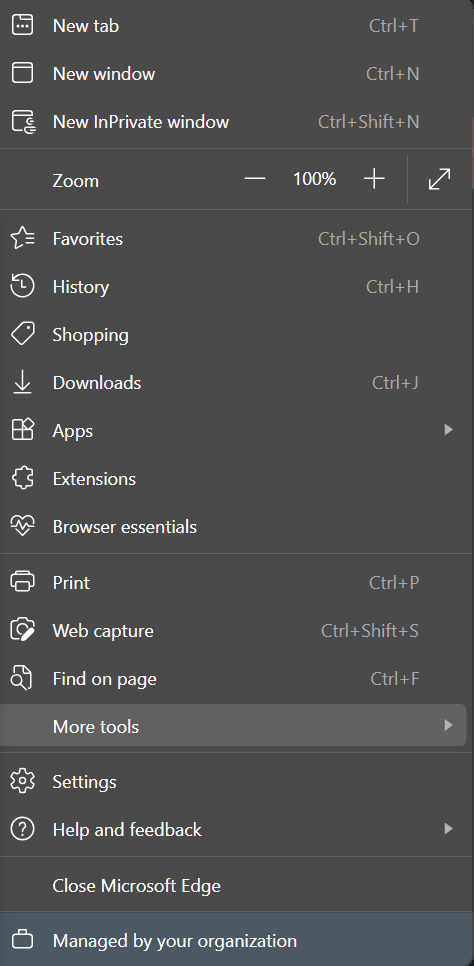 New tab Ctrl+T
New window Ctrl+N
New InPrivate window Ctrl+Shift+N
Zoom — 100% +
Favorites Ctrl+Shift+O
History Ctrl+H
Shopping
Downloads Ctrl+J
Apps
Extensions
Browser essentials
Print Ctrl+P
Web capture Ctrl+Shift+S
Find on page Ctrl+F
More tools
Settings
Help and feedback
Close Microsoft Edge
Managed by your organization